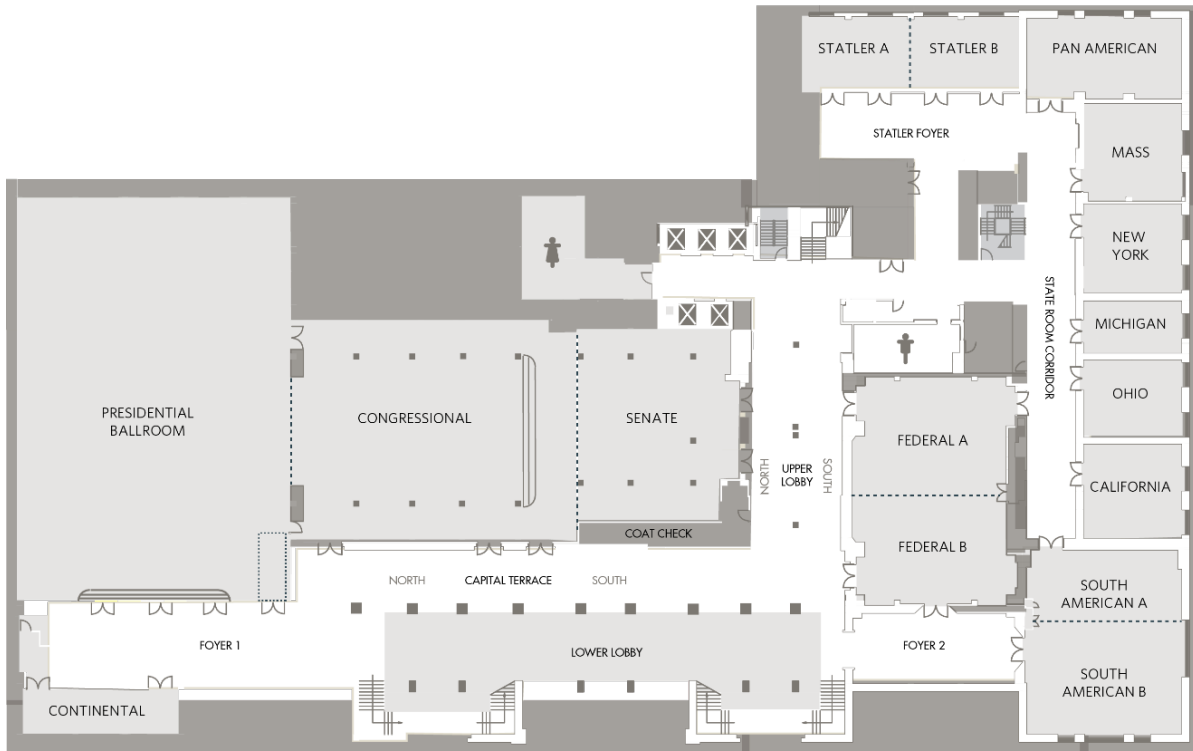 STATLER A
STATLER B
PAN AMERICAN
STATLER FOYER
MASS
NEW
YORK
STATE ROOM CORRIDOR
MICHIGAN
OHIO
PRESIDENTIAL
BALLROOM
CONGRESSIONAL
SENATE
FEDERAL A
NORTH
UPPER
LOBBY
SOUTH
CALIFORNIA
COAT CHECK
FEDERAL B
NORTH
CAPITAL TERRACE
SOUTH
SOUTH
AMERICAN A
FOYER 1
LOWER LOBBY
FOYER 2
SOUTH
AMERICAN B
CONTINENTAL